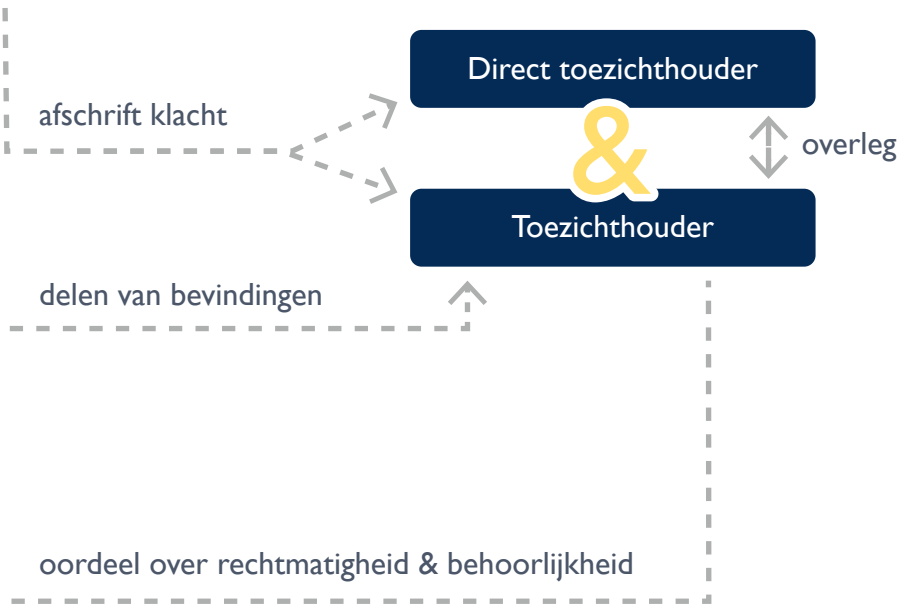 Direct toezichthouder
afschrift klacht
&
overleg
Toezichthouder
delen van bevindingen
oordeel over rechtmatigheid & behoorlijkheid